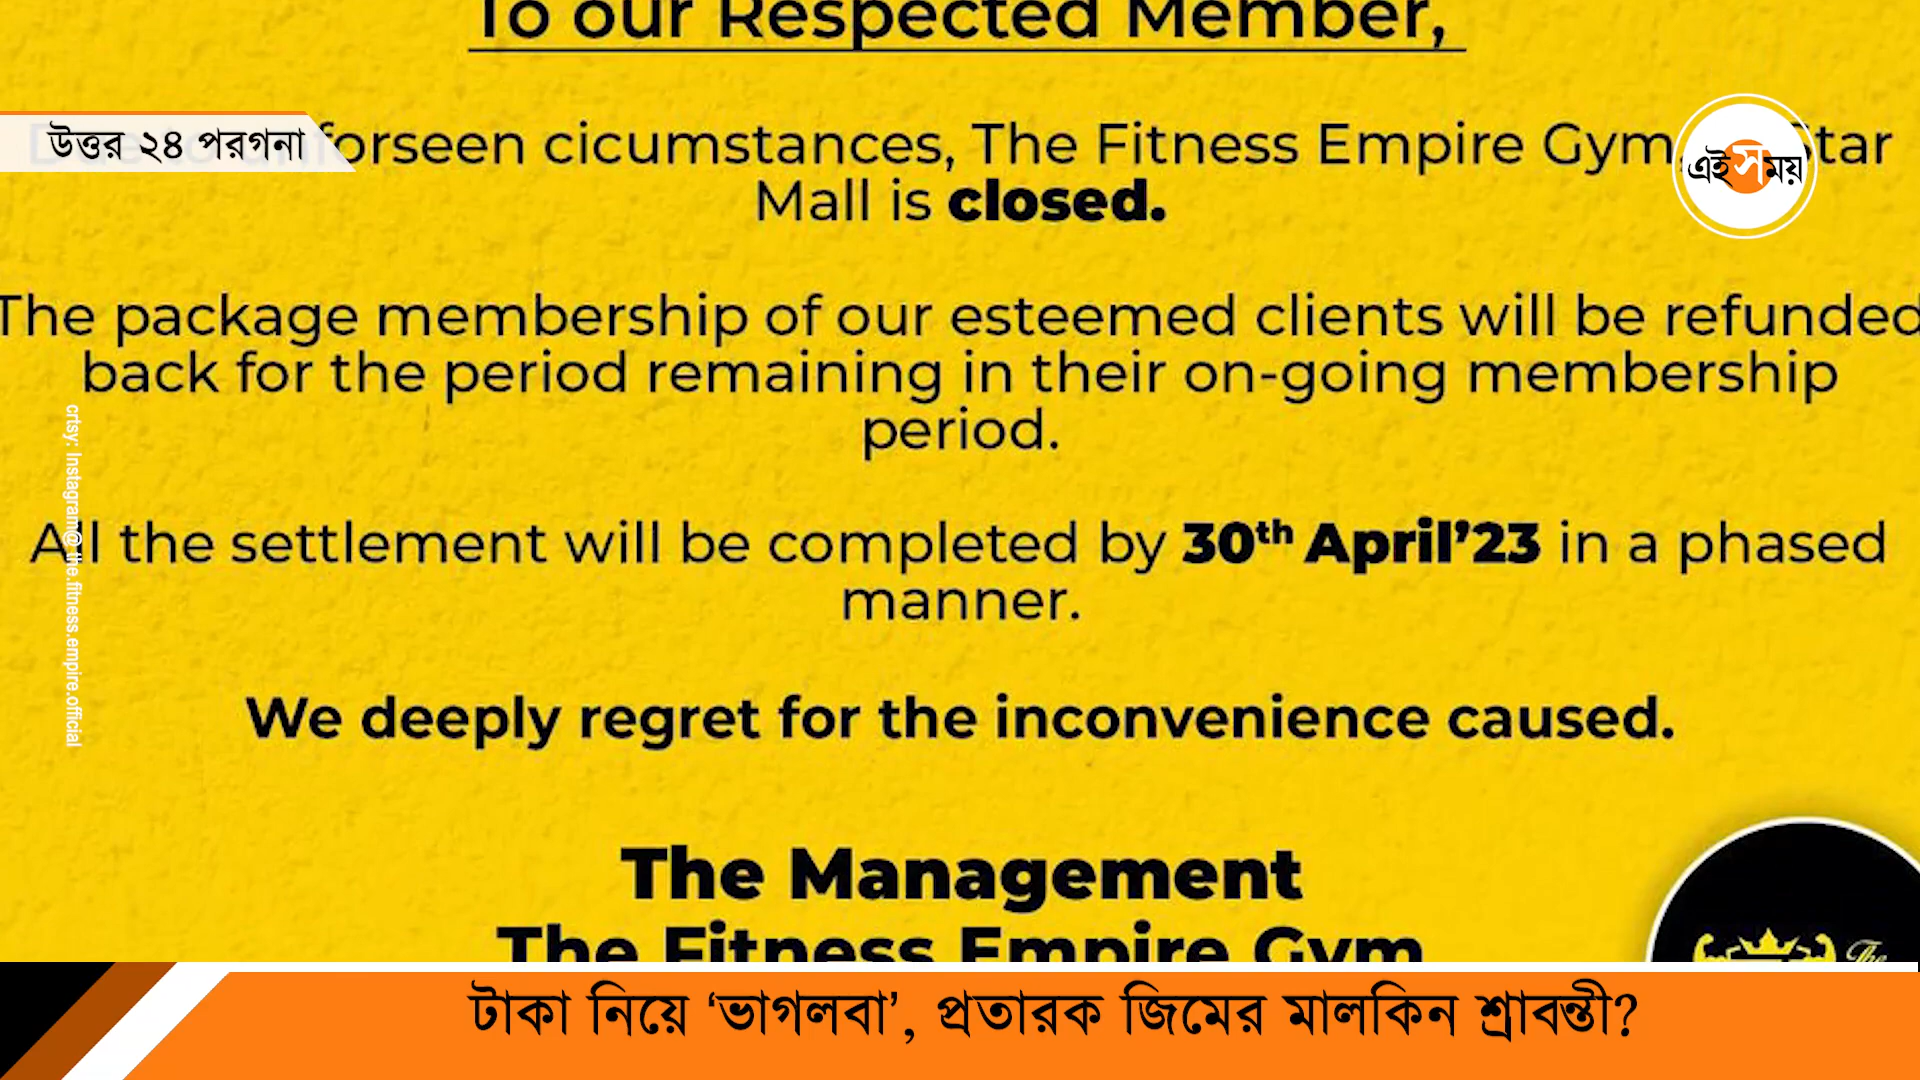 To our Respected Member,
উত্তর ২৪ পরগনা
forseen cicumstances, The Fitness Empire Gym, Star
এই সময়
Mall is closed.
The package membership of our esteemed clients will be refunded
back for the period remaining in their on-going membership
period.
crtsy: Instagram@ the.fitness.empire.official
All the settlement will be completed by 30th April’23 in a phased
manner.
We deeply regret for the inconvenience caused.
The Management
The Fitness Empire Gym
The
টাকা নিয়ে ‘ভাগলবা’, প্রতারক জিমের মালকিন শ্রাবন্তী?